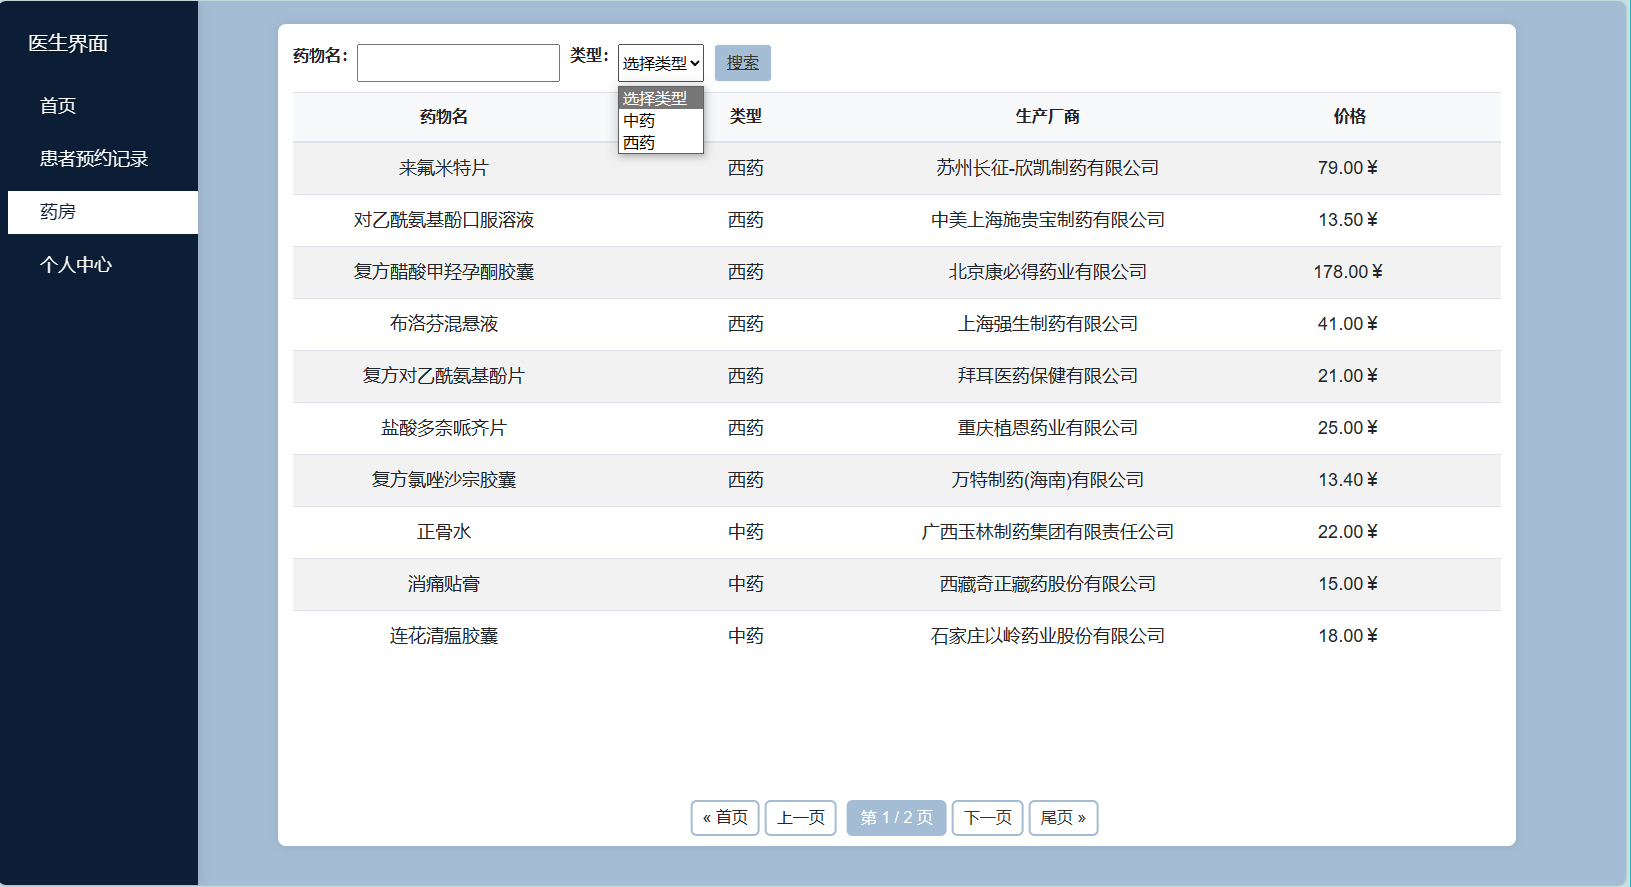 医生界面
首页
患者预约记录
药房
个人中心
药物名： 类型： 选择类型 搜索
选择类型
中药
西药
药物名 类型 生产厂商 价格
来氟米特片 西药 苏州长征-欣凯制药有限公司 79.00¥
对乙酰氨基酚口服溶液 西药 中美上海施贵宝制药有限公司 13.50¥
复方醋酸甲羟孕酮胶囊 西药 北京康必得药业有限公司 178.00¥
布洛芬混悬液 西药 上海强生制药有限公司 41.00¥
复方对乙酰氨基酚片 西药 拜耳医药保健有限公司 21.00¥
盐酸多奈哌齐片 西药 重庆植恩药业有限公司 25.00¥
复方氯唑沙宗胶囊 西药 万特制药(海南)有限公司 13.40¥
正骨水 中药 广西玉林制药集团有限责任公司 22.00¥
消痛贴膏 中药 西藏奇正藏药股份有限公司 15.00¥
连花清瘟胶囊 中药 石家庄以岭药业股份有限公司 18.00¥
« 首页 上一页 第 1 / 2 页 下一页 尾页 »